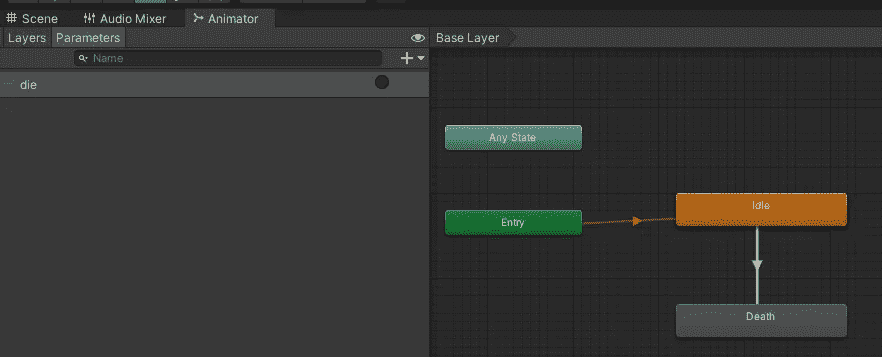 Scene Audio Mixer Animator
Layers Parameters Base Layer
Name
die
Any State
Idle
Entry
Death